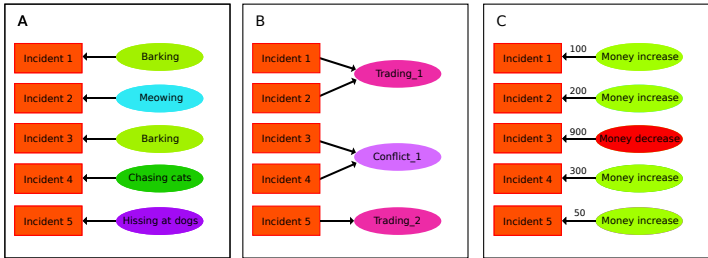 A
Incident 1
Barking
Incident 2
Meowing
Incident 3
Barking
Incident 4
Chasing cats
Incident 5
Hissing at dogs
B
Incident 1
Trading_1
Incident 2
Incident 3
Conflict_1
Incident 4
Incident 5
Trading_2
C
Incident 1
100
Money increase
Incident 2
200
Money increase
Incident 3
900
Money decrease
Incident 4
300
Money increase
Incident 5
50
Money increase